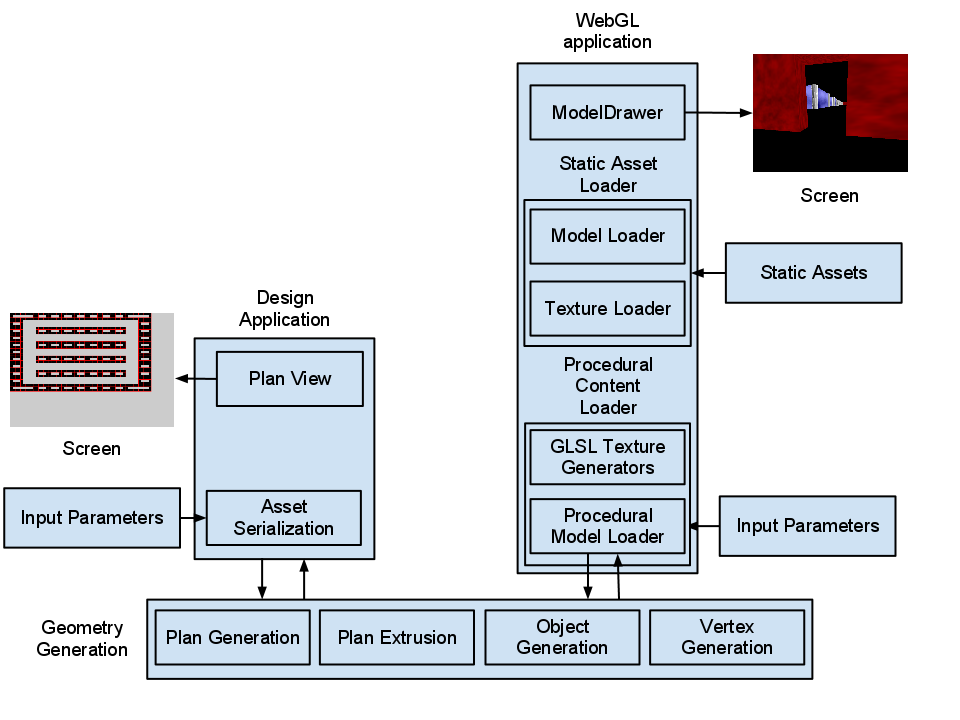 WebGL
application
ModelDrawer
Static Asset
Loader
Screen
Model Loader
Static Assets
Texture Loader
Design
Application
Plan View
Procedural
Content
Loader
Screen
GLSL Texture
Generators
Input Parameters
Asset
Serialization
Procedural
Model Loader
Input Parameters
Geometry
Generation
Plan Generation
Plan Extrusion
Object
Generation
Vertex
Generation